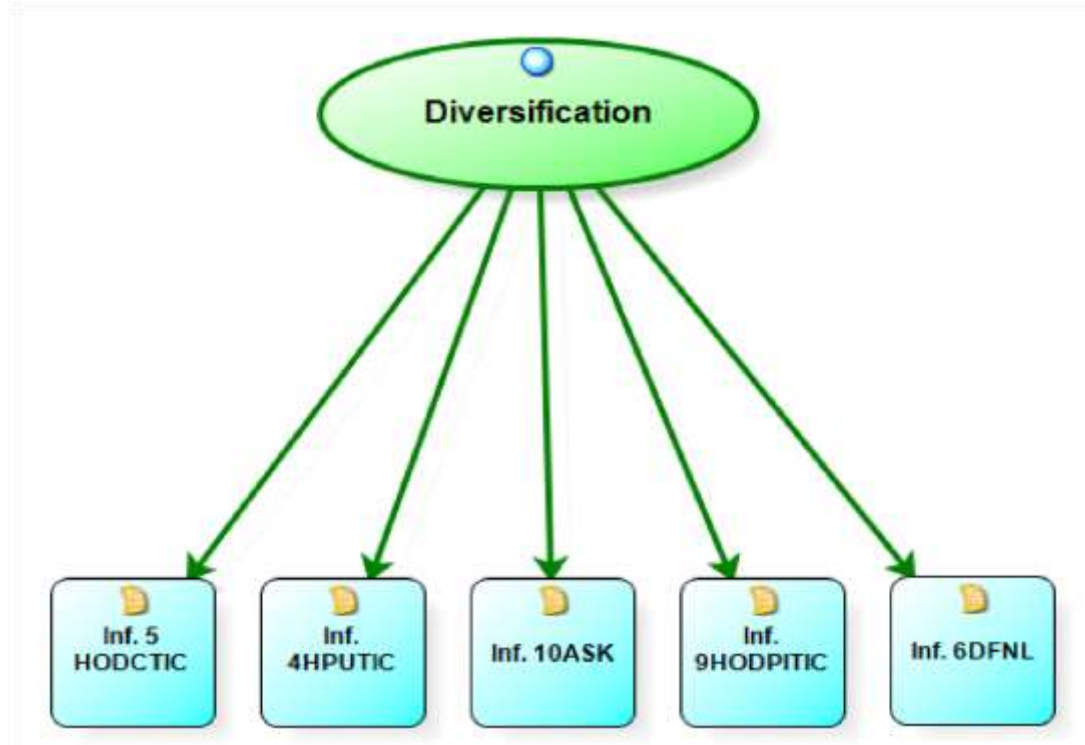 Diversification
Inf. 5
HODCTIC
Inf.
4HPUTIC
Inf. 10ASK
Inf.
9HODPITIC
Inf. 6DFNL